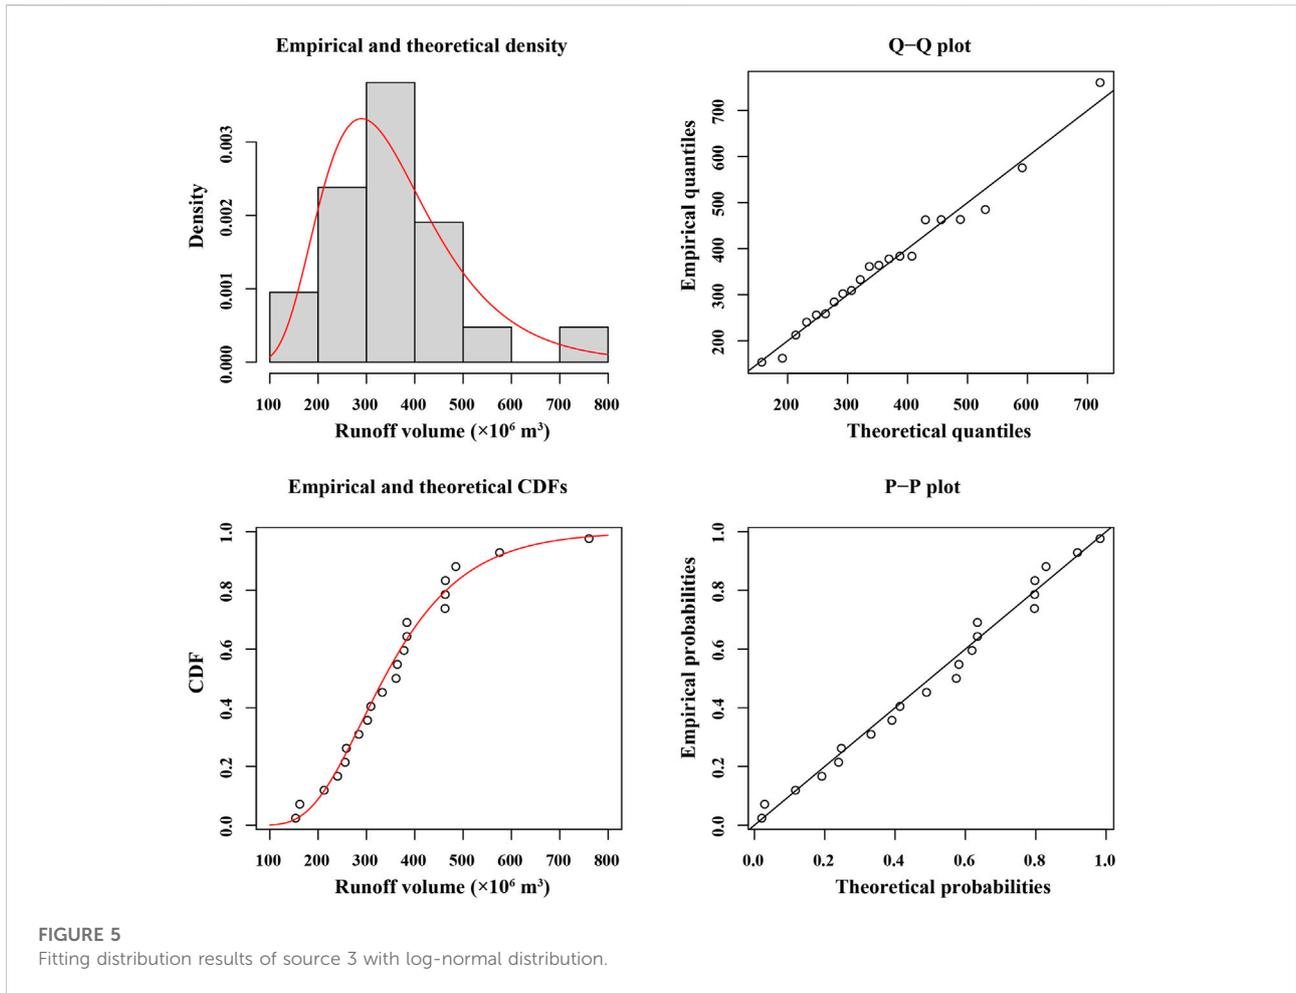 Empirical and theoretical density
Density
0.000 0.001 0.002 0.003
100 200 300 400 500 600 700 800
Runoff volume (×10⁶ m³)
Q−Q plot
Empirical quantiles
200 300 400 500 600 700
200 300 400 500 600 700
Theoretical quantiles
Empirical and theoretical CDFs
CDF
0.0 0.2 0.4 0.6 0.8 1.0
100 200 300 400 500 600 700 800
Runoff volume (×10⁶ m³)
P−P plot
Empirical probabilities
0.0 0.2 0.4 0.6 0.8 1.0
0.0 0.2 0.4 0.6 0.8 1.0
Theoretical probabilities
FIGURE 5
Fitting distribution results of source 3 with log-normal distribution.